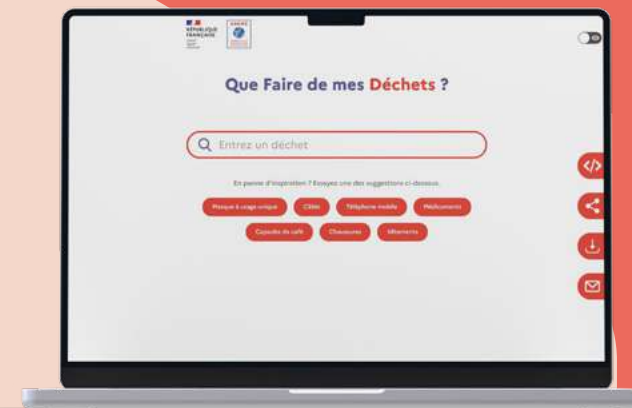 RÉPUBLIQUE
FRANÇAISE
ADEME
Que Faire de mes Déchets ?
Entrez un déchet
En panne d'inspiration ? Essayez une des suggestions ci-dessous.
Masque à usage unique
Câble
Téléphone mobile
Médicaments
Capsules de café
Chaussures
Vêtements